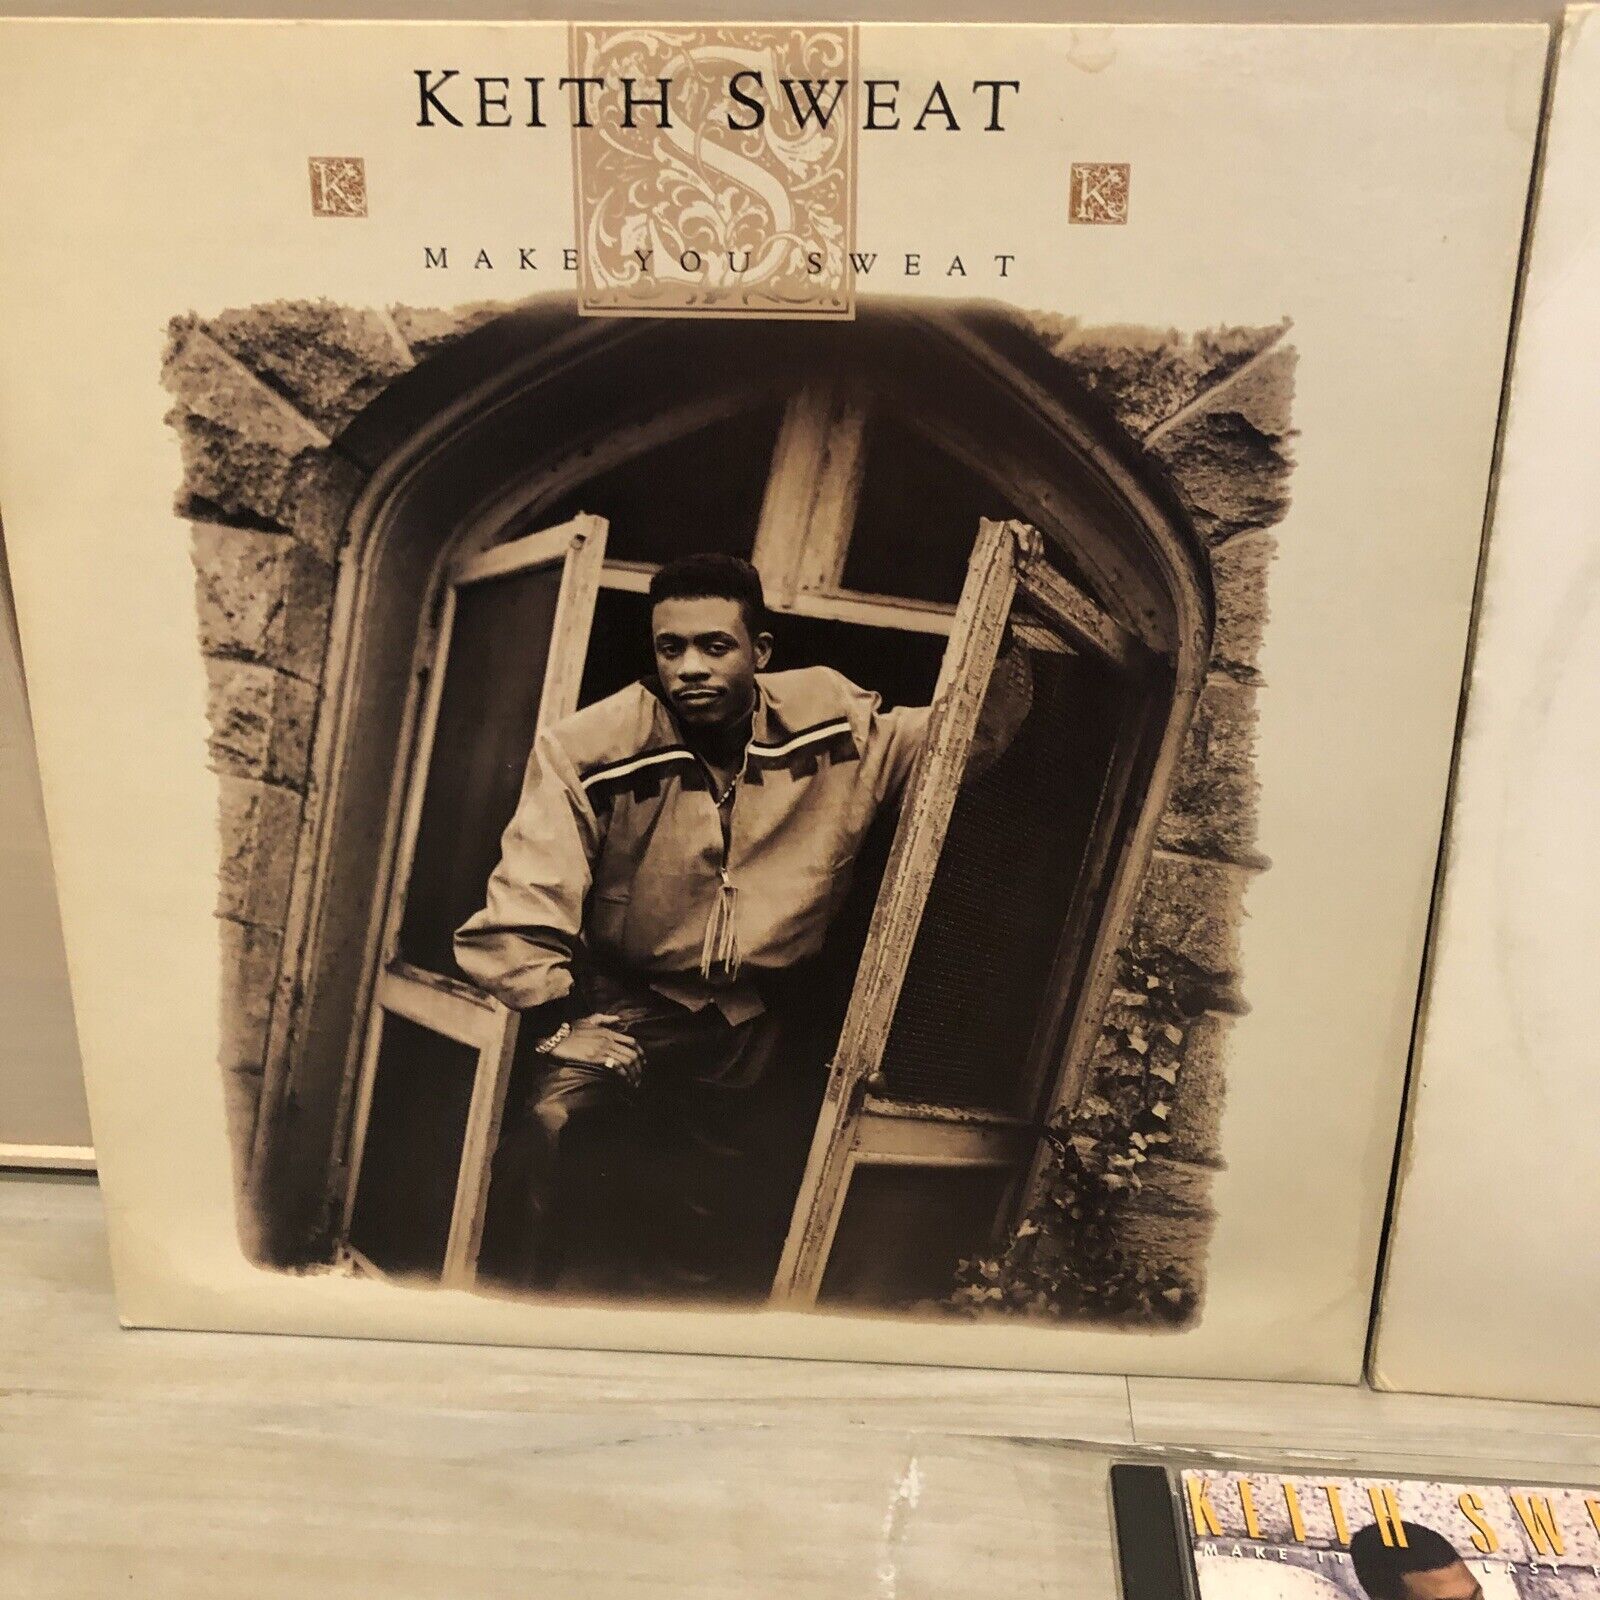 KEITH SWEAT
S
K K
MAKE YOU SWEAT
KEITH SWE
MAKE IT LAST F